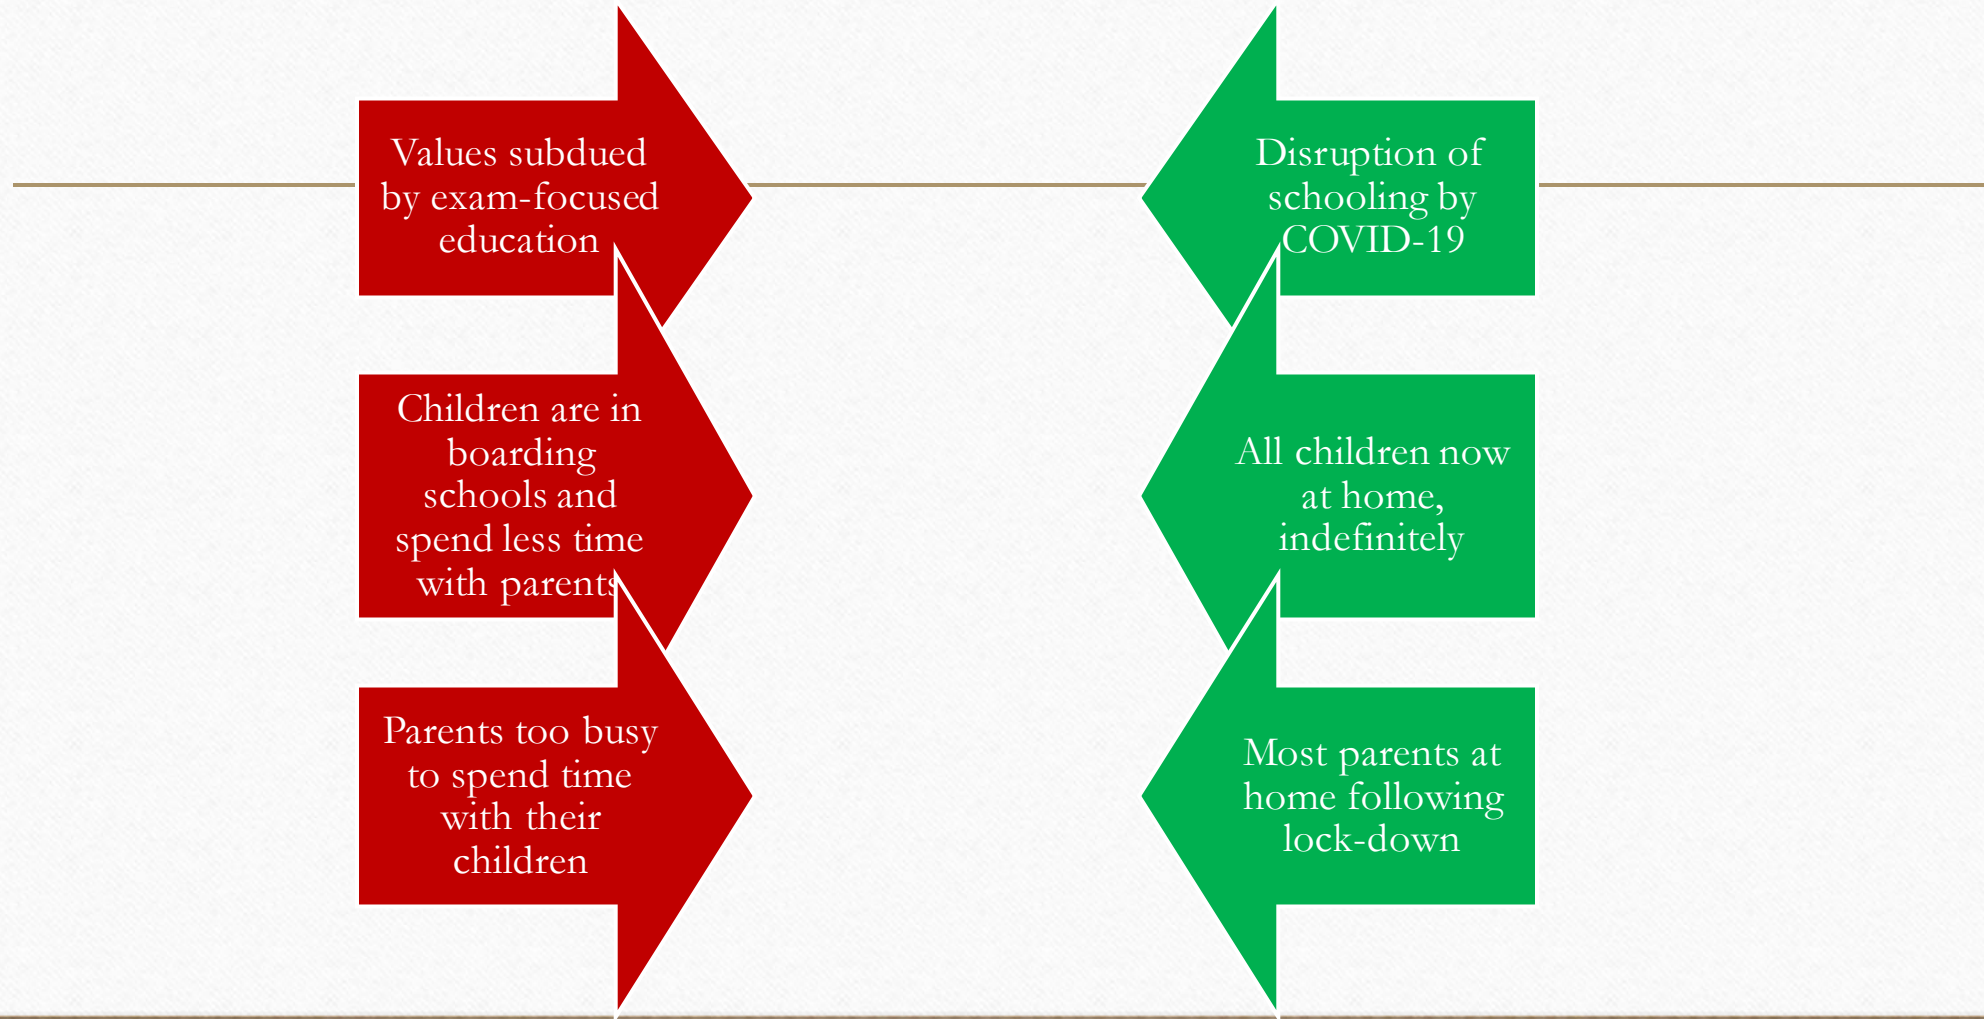 Values subdued
by exam-focused
education
Children are in
boarding
schools and
spend less time
with parents
Parents too busy
to spend time
with their
children
Disruption of
schooling by
COVID-19
All children now
at home,
indefinitely
Most parents at
home following
lock-down